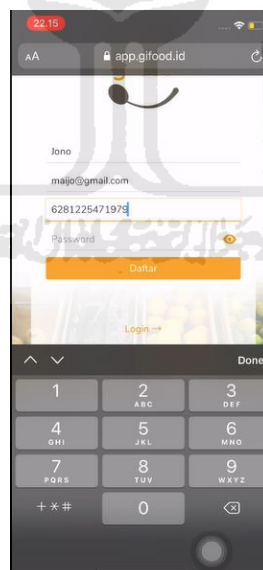 22.15
AA app.gifood.id
Jono
maijo@gmail.com
6281225471979
Password
Daftar
Login →
Done
1 2 ABC 3 DEF
4 GHI 5 JKL 6 MNO
7 PQRS 8 TUV 9 WXYZ
+ * # 0